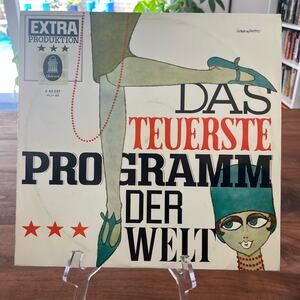 EXTRA
PRODUKTION
DAS
TEUERSTE
PROGRAMM
DER
WELT